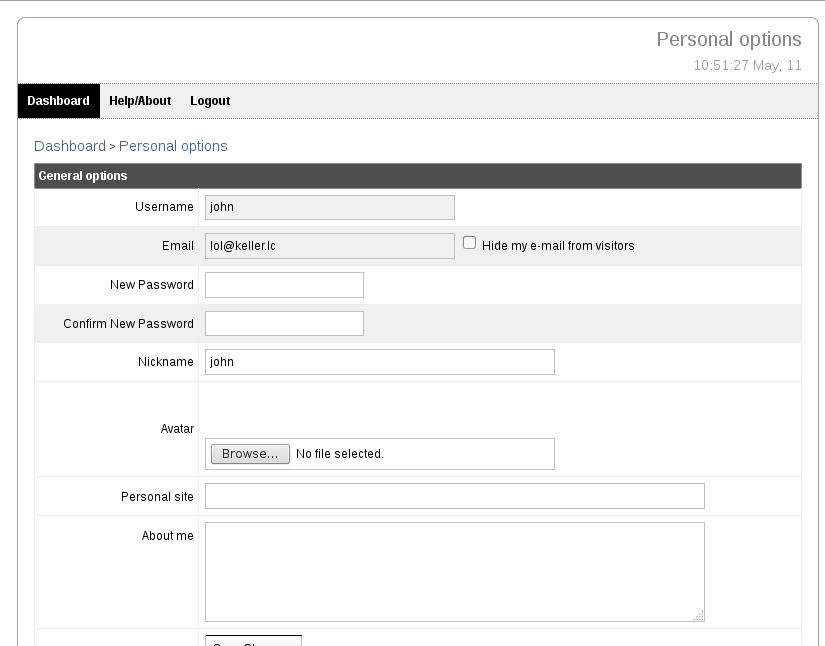 Personal options
10:51:27 May, 11
Dashboard Help/About Logout
Dashboard > Personal options
General options
Username john
Email lol@keller.lc Hide my e-mail from visitors
New Password
Confirm New Password
Nickname john
Avatar
Browse... No file selected.
Personal site
About me